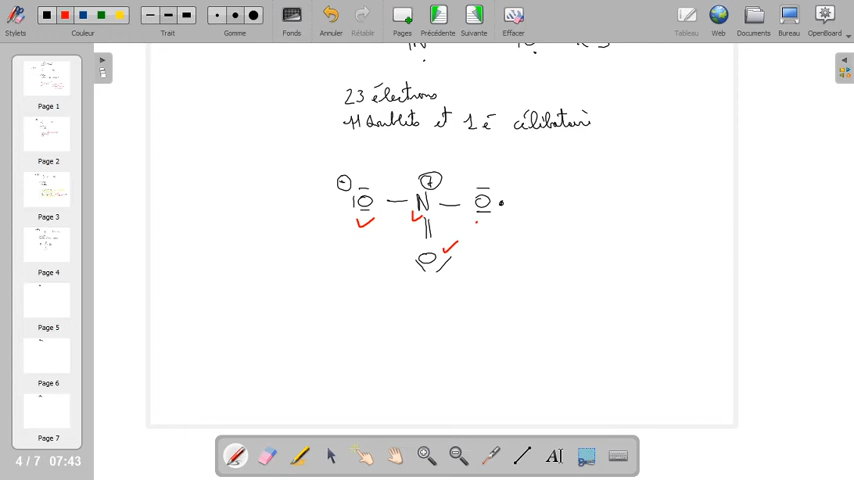 Stylets
Couleur
Trait
Gomme
Fonds
Annuler
Rétablir
Pages
Précédente
Suivante
Effacer
Tableau
Web
Documents
Bureau
OpenBoard
23 électrons
11 doublets et 1 é célibataire
⊖ ⊕
|O — N — O •
||
O
Page 1
Page 2
Page 3
Page 4
Page 5
Page 6
Page 7
4 / 7 07:43
AI